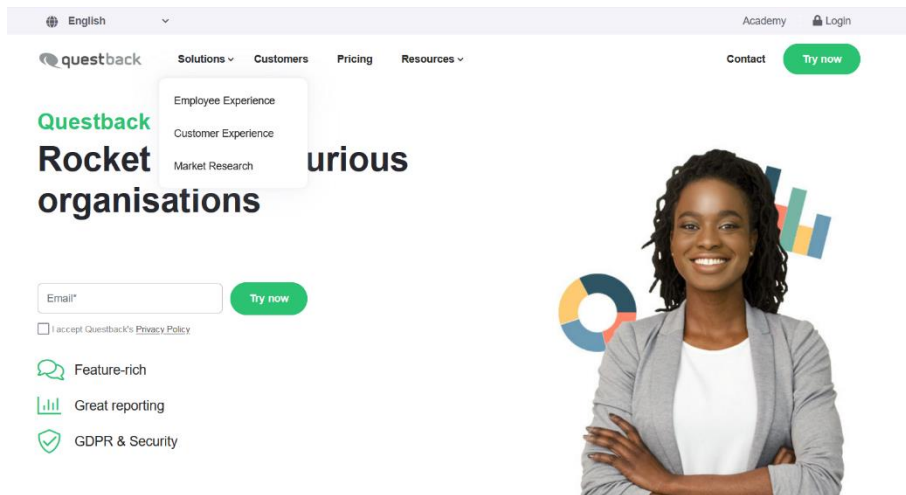 English
Academy
Login
questback
Solutions
Customers
Pricing
Resources
Contact
Try now
Employee Experience
Customer Experience
Market Research
Questback
Rocket urious
organisations
Email*
Try now
I accept Questback's Privacy Policy
Feature-rich
Great reporting
GDPR & Security